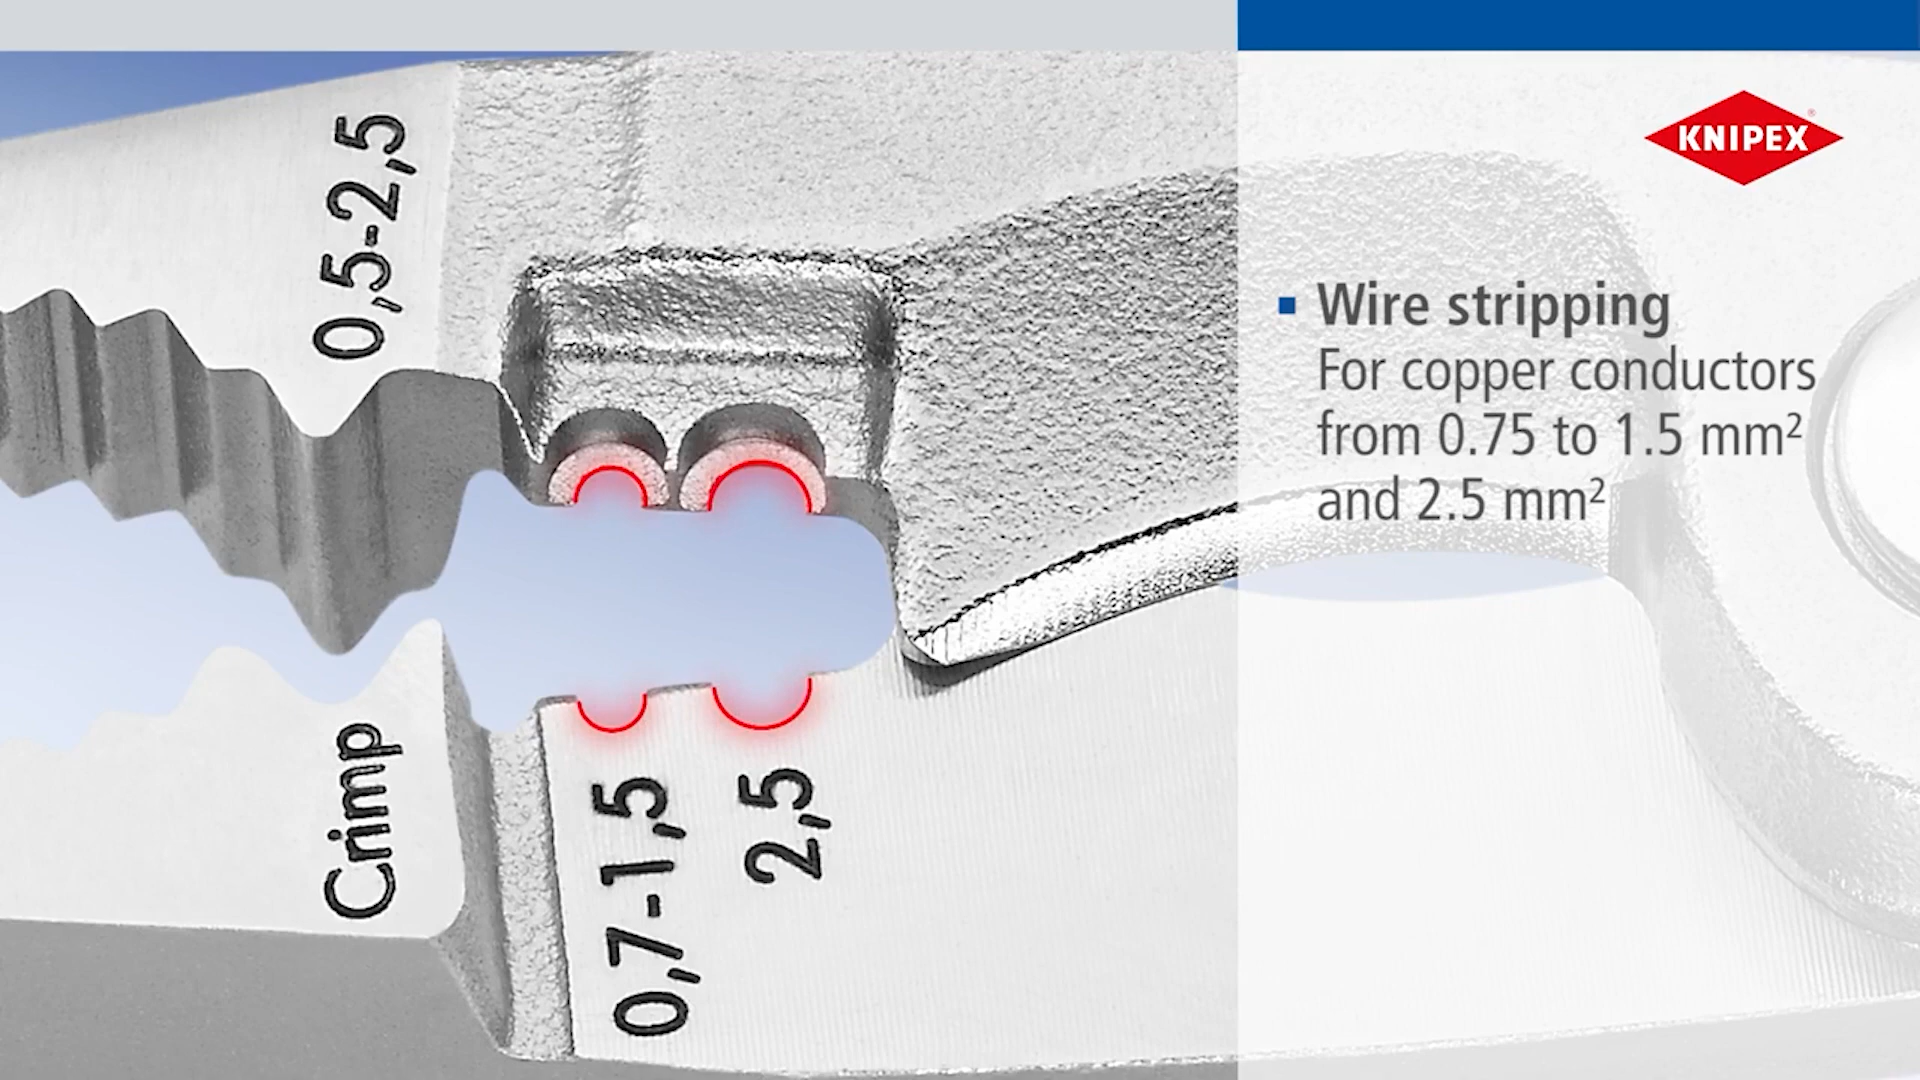 KNIPEX
0,5-2,5
Wire stripping
For copper conductors
from 0.75 to 1.5 mm²
and 2.5 mm²
Crimp
0,7-1,5
2,5